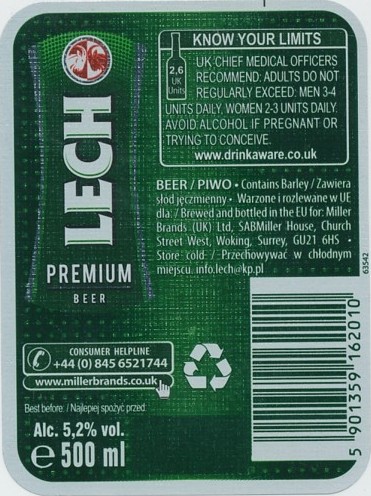 LECH
PREMIUM
BEER
KNOW YOUR LIMITS
2,6
UK
Units
UK CHIEF MEDICAL OFFICERS
RECOMMEND: ADULTS DO NOT
REGULARLY EXCEED: MEN 3-4
UNITS DAILY, WOMEN 2-3 UNITS DAILY.
AVOID ALCOHOL IF PREGNANT OR
TRYING TO CONCEIVE.
www.drinkaware.co.uk
BEER / PIWO • Contains Barley / Zawiera
słód jęczmienny • Warzone i rozlewane w UE
dla: / Brewed and bottled in the EU for: Miller
Brands (UK) Ltd, SABMiller House, Church
Street West, Woking, Surrey, GU21 6HS •
Store cold / Przechowywać w chłodnym
miejscu. info.lech@kp.pl
63542
CONSUMER HELPLINE
+44 (0) 845 6521744
www.millerbrands.co.uk
Best before: / Najlepiej spożyć przed:
Alc. 5,2% vol.
e 500 ml
5 901359 162010